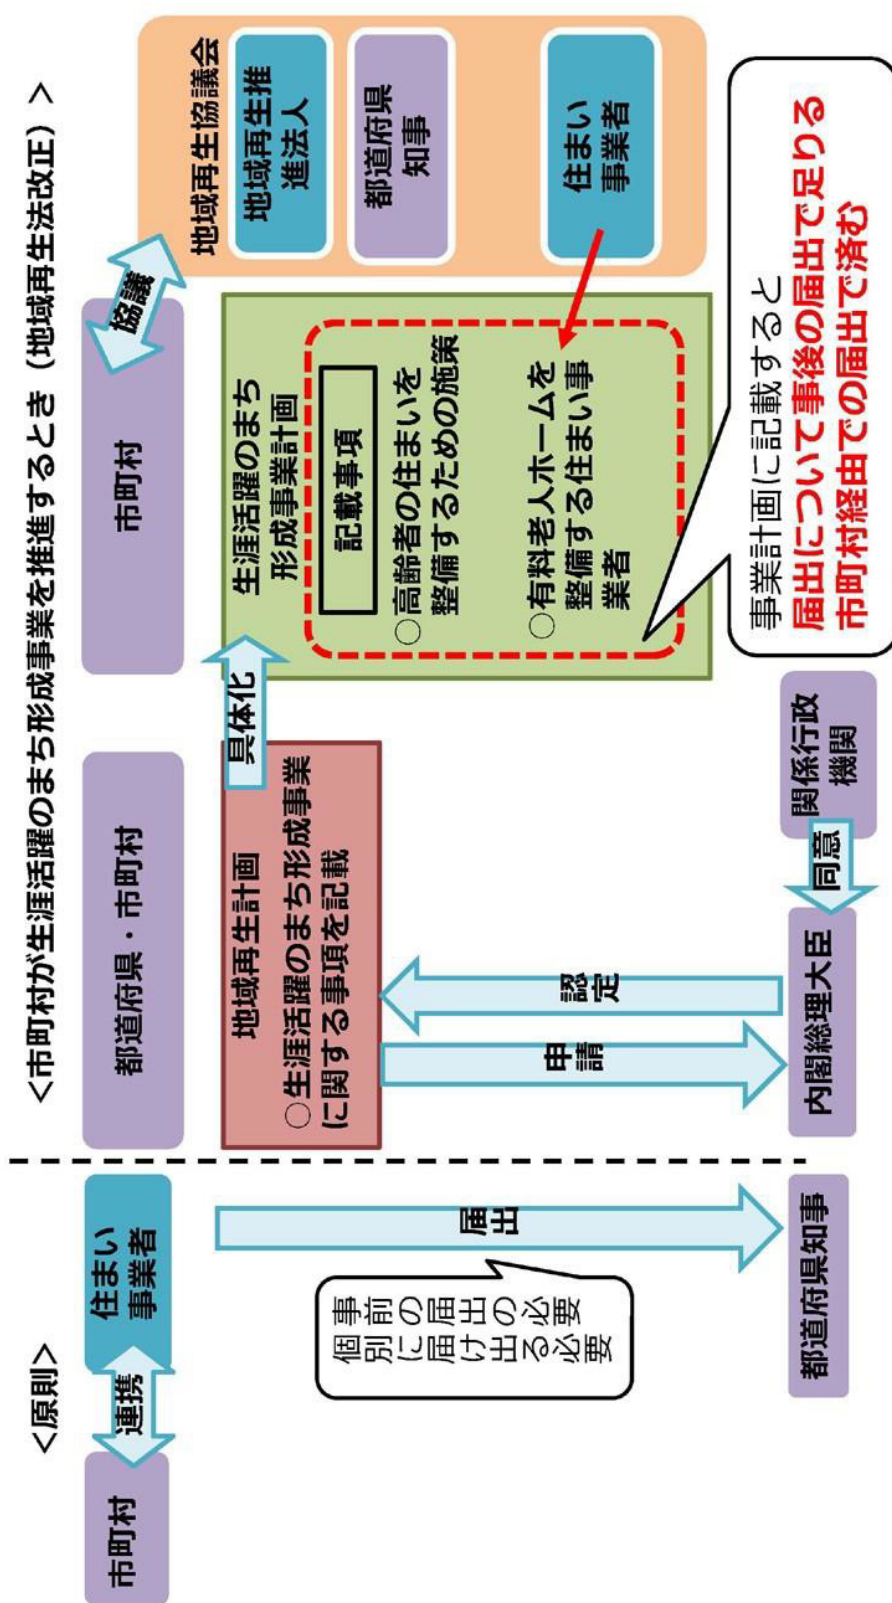 <原則>
市町村
連携
住まい
事業者
届出
事前の届出の必要
個別に届け出る必要
都道府県知事
<市町村が生涯活躍のまち形成事業を推進するとき（地域再生法改正）>
都道府県・市町村
地域再生計画
○生涯活躍のまち形成事業
に関する事項を記載
申請
認定
内閣総理大臣
同意
関係行政
機関
具体化
市町村
協議
生涯活躍のまち
形成事業計画
記載事項
○高齢者の住まいを
整備するための施策
○有料老人ホームを
整備する住まい事
業者
地域再生協議会
地域再生推
進法人
都道府県
知事
住まい
事業者
事業計画に記載すると
届出について事後の届出で足りる
市町村経由での届出で済む